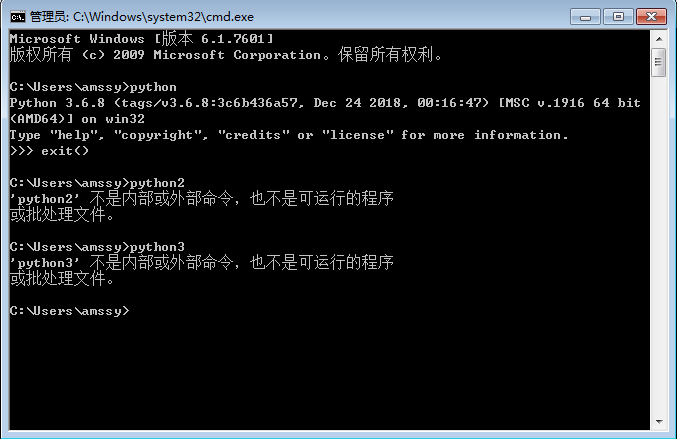 管理员: C:\Windows\system32\cmd.exe
Microsoft Windows [版本 6.1.7601]
版权所有 (c) 2009 Microsoft Corporation。保留所有权利。
C:\Users\amssy>python
Python 3.6.8 (tags/v3.6.8:3c6b436a57, Dec 24 2018, 00:16:47) [MSC v.1916 64 bit
(AMD64)] on win32
Type "help", "copyright", "credits" or "license" for more information.
>>> exit()
C:\Users\amssy>python2
'python2' 不是内部或外部命令，也不是可运行的程序
或批处理文件。
C:\Users\amssy>python3
'python3' 不是内部或外部命令，也不是可运行的程序
或批处理文件。
C:\Users\amssy>